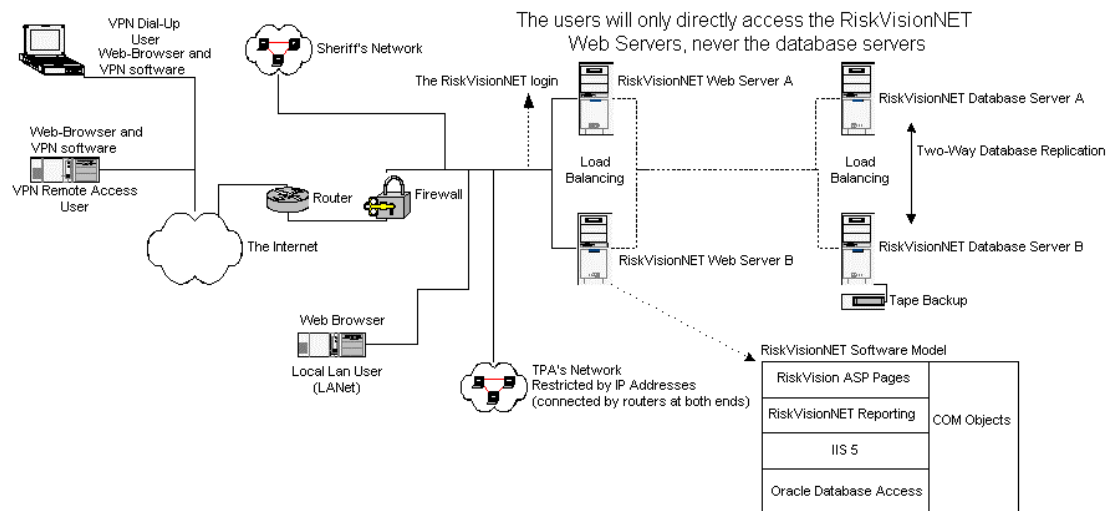 The users will only directly access the RiskVisionNET
Web Servers, never the database servers
VPN Dial-Up
User
Web-Browser and
VPN software
Sheriff's Network
The RiskVisionNET login
RiskVisionNET Web Server A
RiskVisionNET Database Server A
Web-Browser and
VPN software
VPN Remote Access
User
Load
Balancing
Load
Balancing
Two-Way Database Replication
Router
Firewall
The Internet
RiskVisionNET Web Server B
RiskVisionNET Database Server B
Tape Backup
Web Browser
Local Lan User
(LANet)
TPA's Network
Restricted by IP Addresses
(connected by routers at both ends)
RiskVisionNET Software Model
RiskVision ASP Pages
RiskVisionNET Reporting
COM Objects
IIS 5
Oracle Database Access